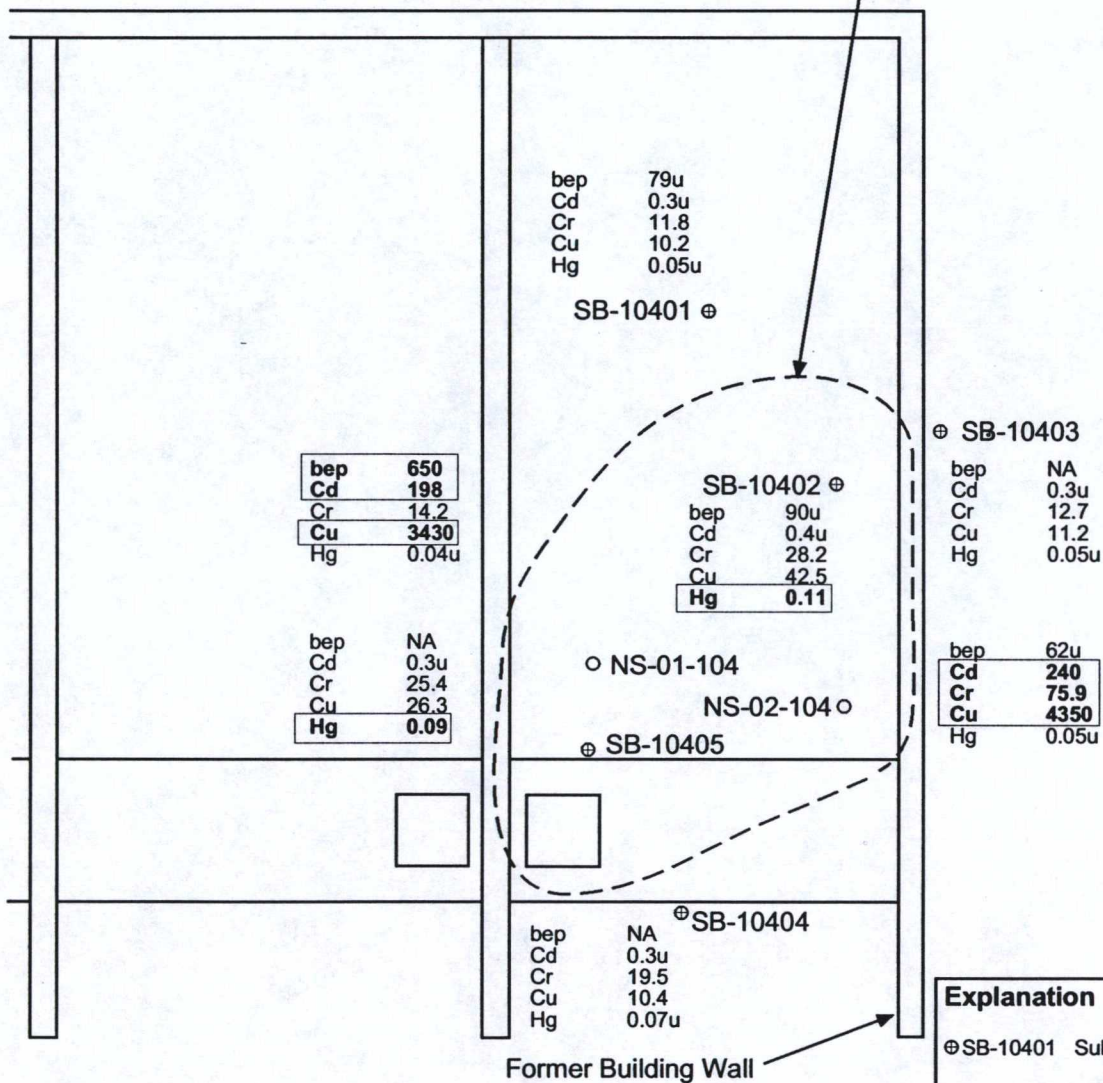 bep 79u
Cd 0.3u
Cr 11.8
Cu 10.2
Hg 0.05u
SB-10401
SB-10403
bep NA
Cd 0.3u
Cr 12.7
Cu 11.2
Hg 0.05u
bep 650
Cd 198
Cr 14.2
Cu 3430
Hg 0.04u
SB-10402
bep 90u
Cd 0.4u
Cr 28.2
Cu 42.5
Hg 0.11
bep NA
Cd 0.3u
Cr 25.4
Cu 26.3
Hg 0.09
NS-01-104
NS-02-104
bep 62u
Cd 240
Cr 75.9
Cu 4350
Hg 0.05u
SB-10405
SB-10404
bep NA
Cd 0.3u
Cr 19.5
Cu 10.4
Hg 0.07u
Former Building Wall
Explanation
SB-10401